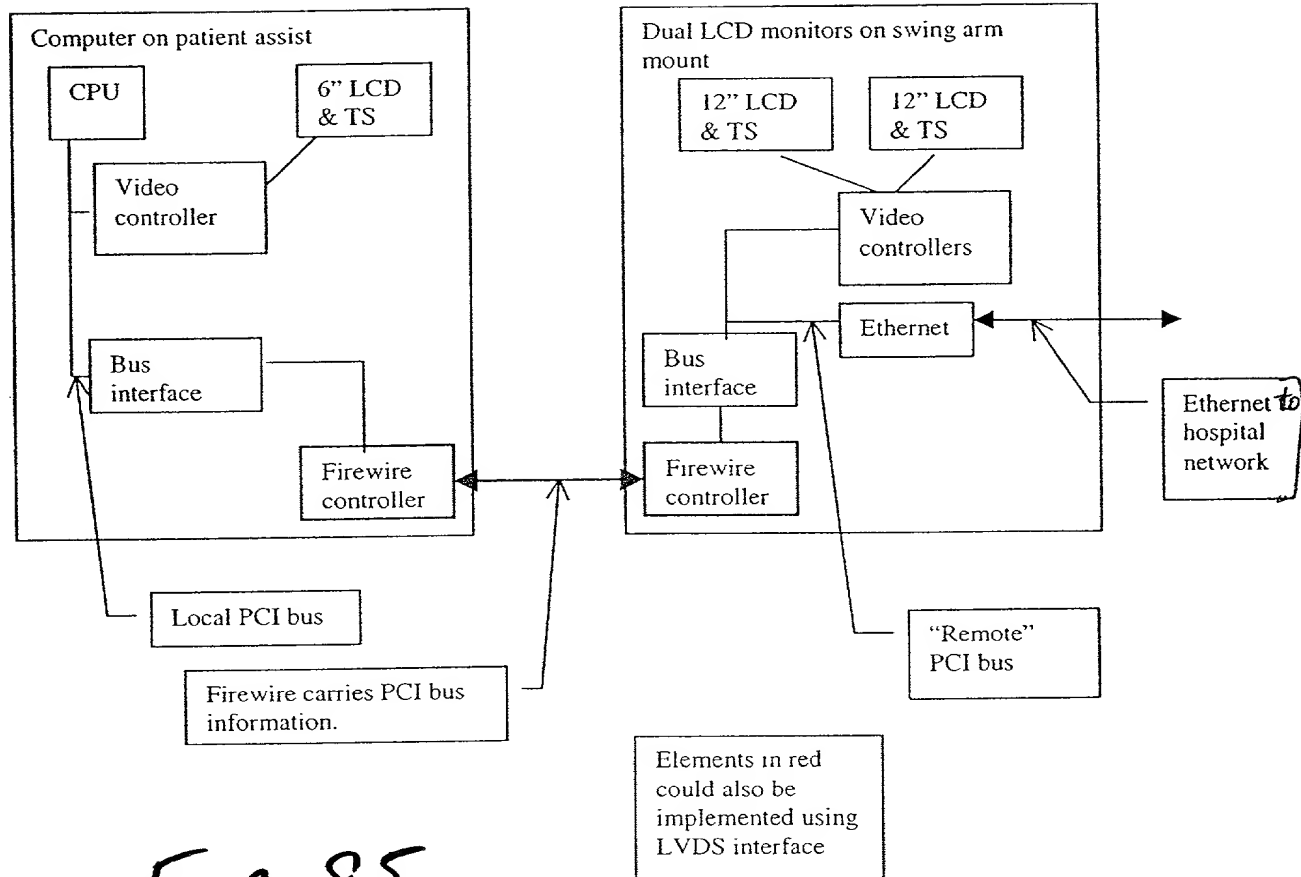 Computer on patient assist
CPU
6” LCD
& TS
Video
controller
Bus
interface
Firewire
controller
Dual LCD monitors on swing arm
mount
12” LCD
& TS
12” LCD
& TS
Video
controllers
Ethernet
Bus
interface
Firewire
controller
Ethernet to
hospital
network
Local PCI bus
“Remote”
PCI bus
Firewire carries PCI bus
information.
Elements in red
could also be
implemented using
LVDS interface